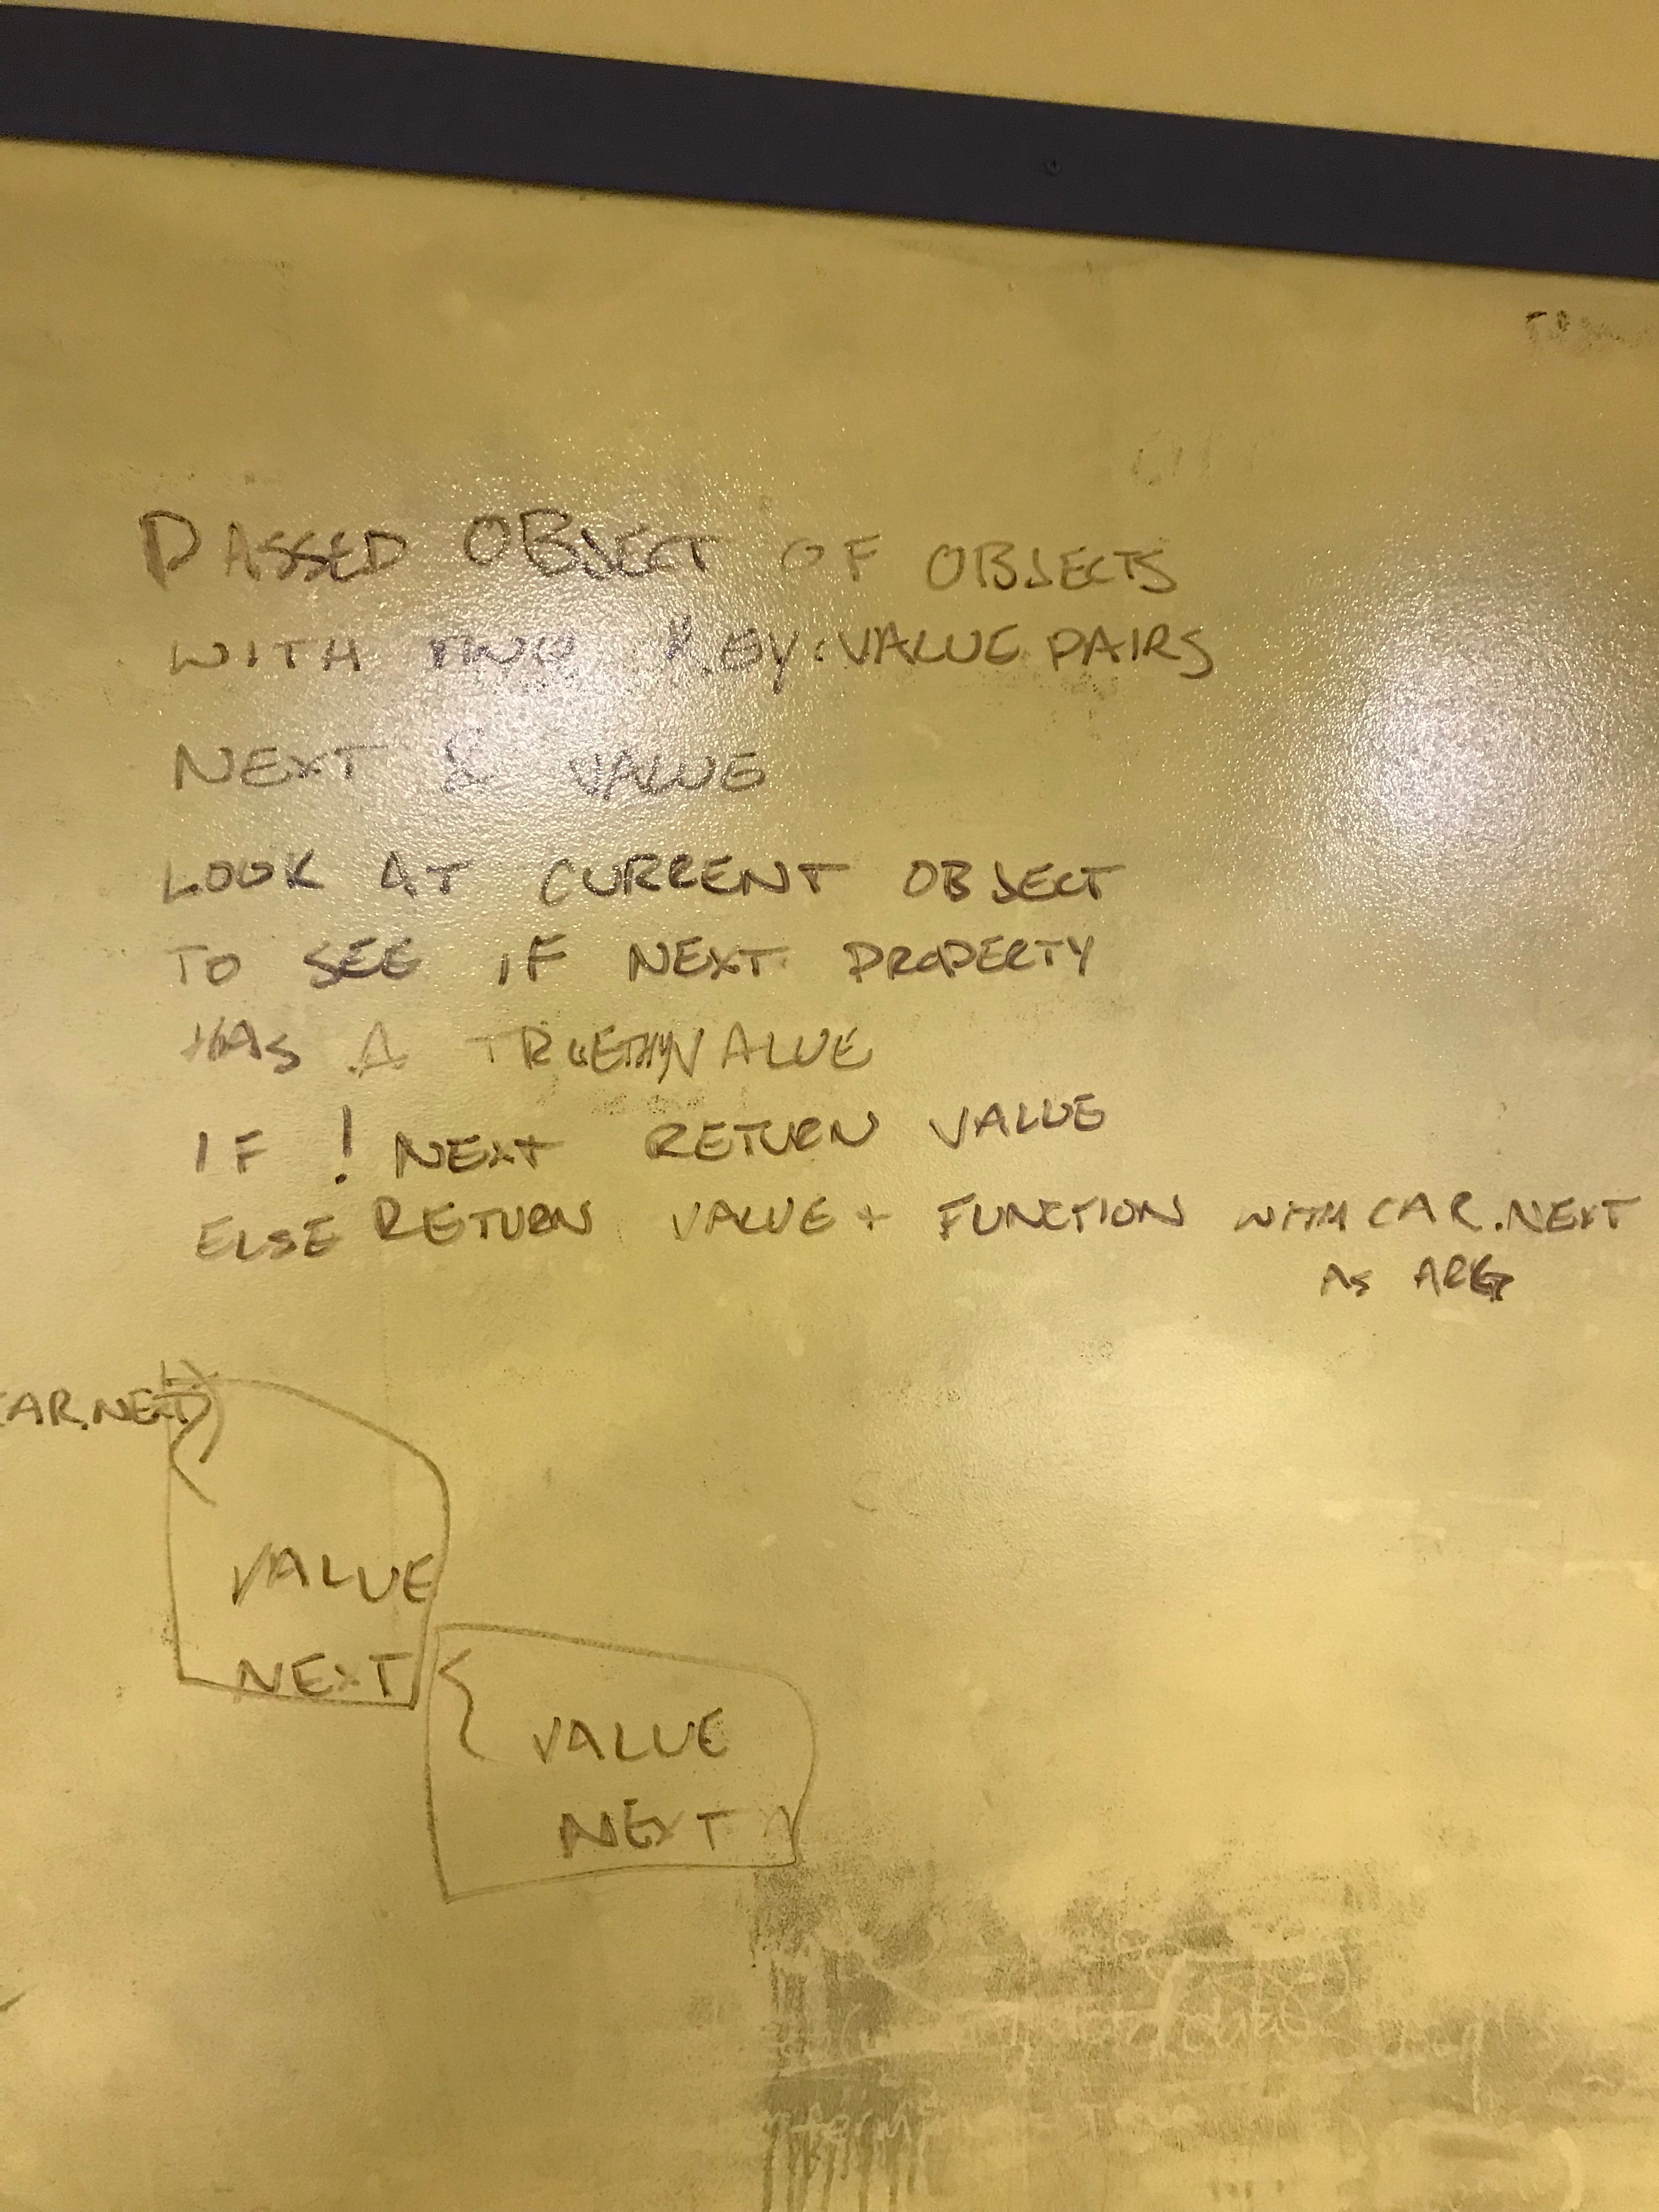 PASSED OBJECT OF OBJECTS
WITH TWO KEY:VALUE PAIRS
NEXT & VALUE
LOOK AT CURRENT OBJECT
TO SEE IF NEXT PROPERTY
HAS A TRUETHY VALUE
IF ! NEXT RETURN VALUE
ELSE RETURN VALUE + FUNCTION WITH CAR.NEXT
AS ARG
CAR.NEXT
VALUE
NEXT
VALUE
NEXT